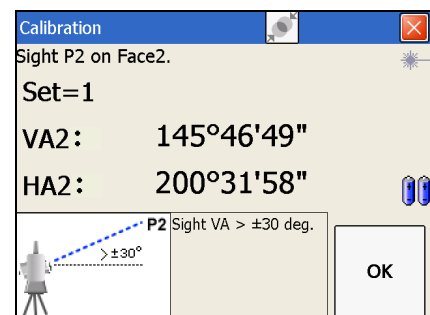 Calibration
Sight P2 on Face2.
Set=1
VA2: 145°46'49"
HA2: 200°31'58"
P2 Sight VA > ±30 deg.
>±30°
OK